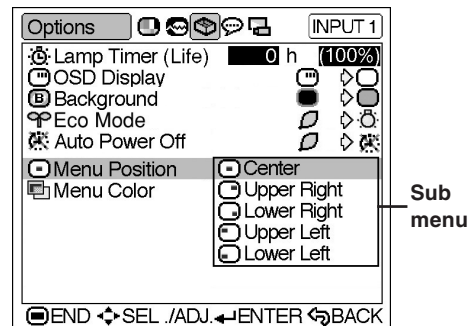 Options INPUT 1
Lamp Timer (Life) 0 h (100%)
OSD Display
B Background
Eco Mode
Auto Power Off
Menu Position Center
Menu Color Upper Right
Lower Right
Upper Left
Lower Left
Sub
menu
END SEL ./ADJ. ENTER BACK